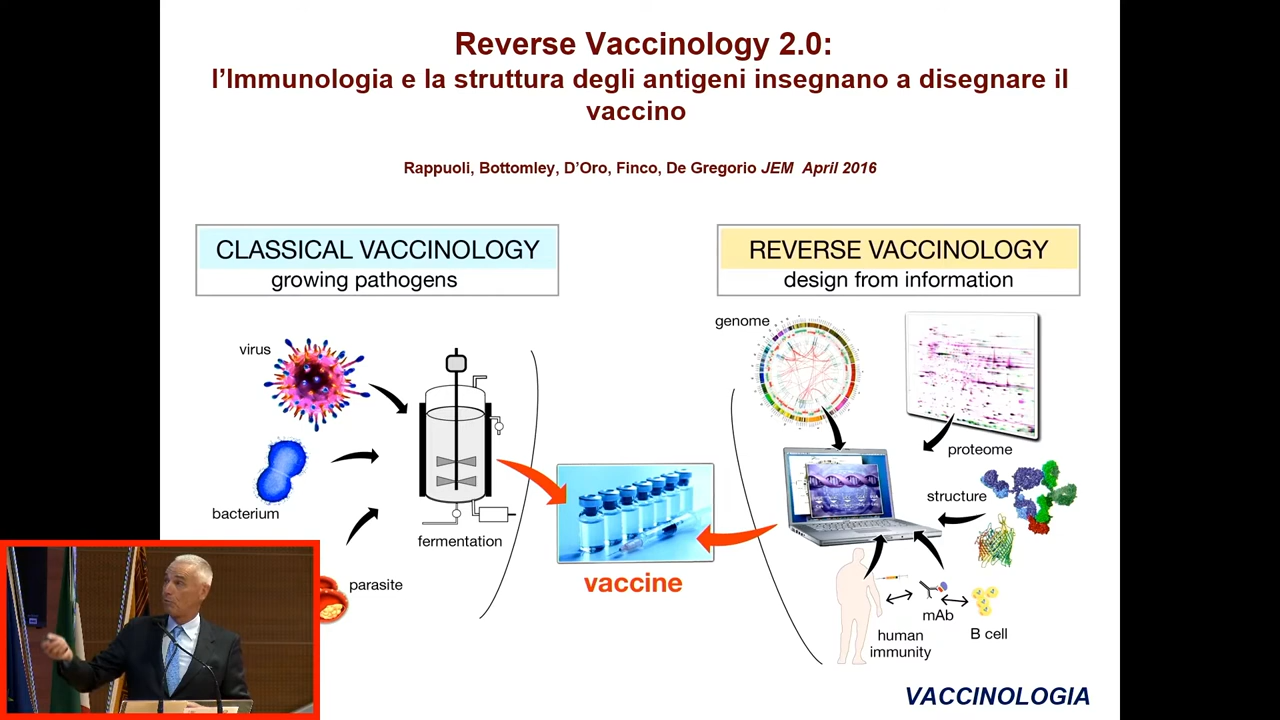 Reverse Vaccinology 2.0:
l’Immunologia e la struttura degli antigeni insegnano a disegnare il
vaccino
Rappuoli, Bottomley, D’Oro, Finco, De Gregorio JEM April 2016
CLASSICAL VACCINOLOGY
growing pathogens
REVERSE VACCINOLOGY
design from information
virus
bacterium
parasite
fermentation
vaccine
genome
proteome
structure
mAb
B cell
human
immunity
VACCINOLOGIA